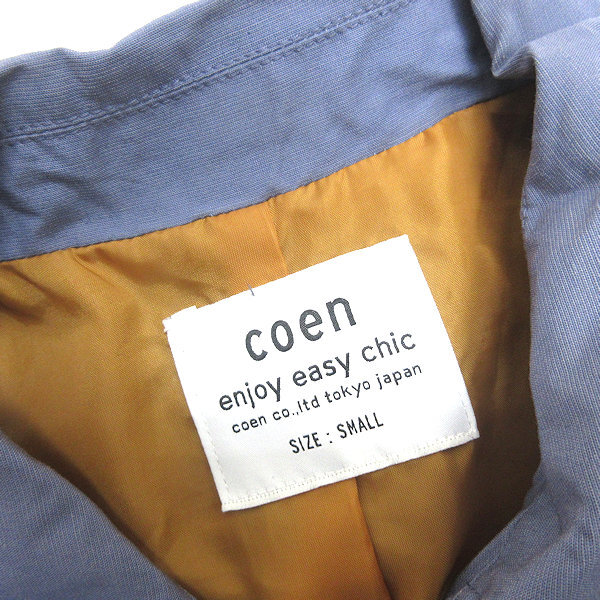 coen
enjoy easy chic
coen co.,ltd tokyo japan
SIZE : SMALL